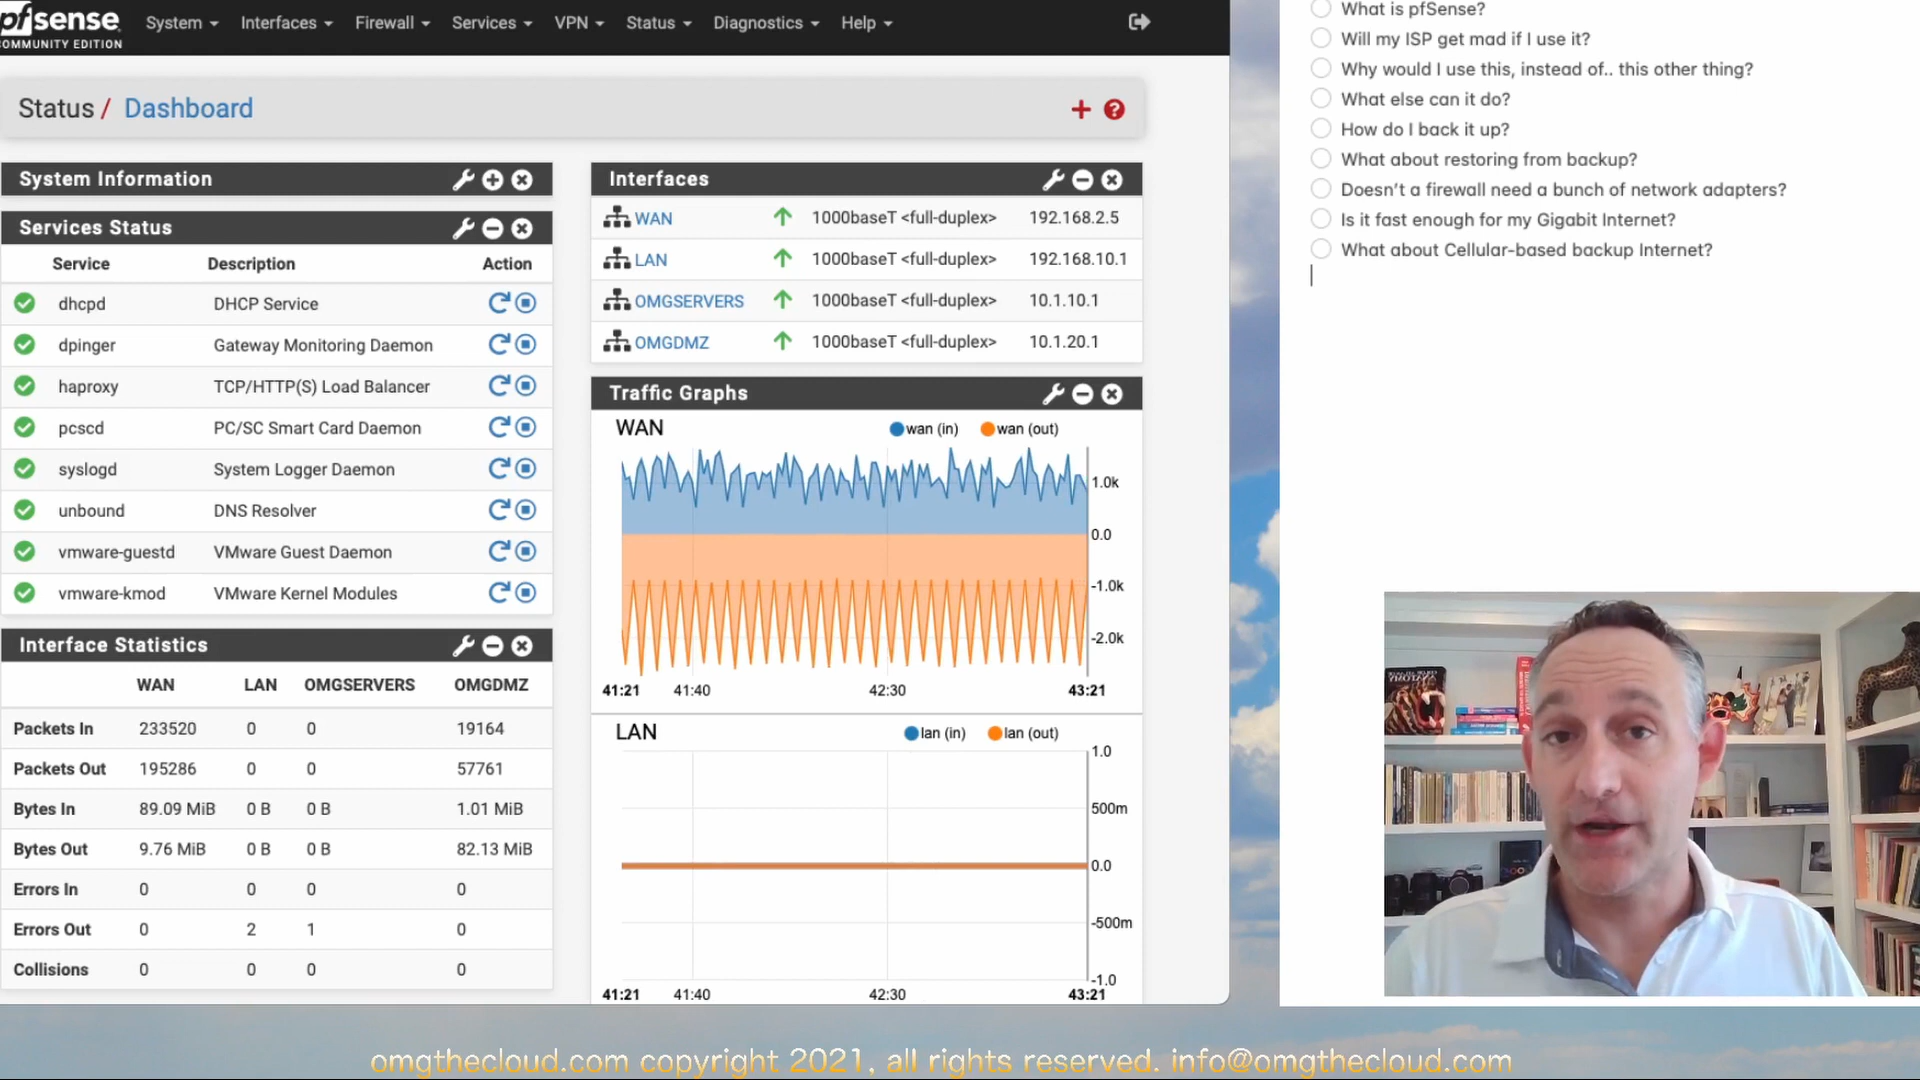 pfsense
COMMUNITY EDITION
System
Interfaces
Firewall
Services
VPN
Status
Diagnostics
Help
Status / Dashboard
System Information
Services Status
Service Description Action
dhcpd DHCP Service
dpinger Gateway Monitoring Daemon
haproxy TCP/HTTP(S) Load Balancer
pcscd PC/SC Smart Card Daemon
syslogd System Logger Daemon
unbound DNS Resolver
vmware-guestd VMware Guest Daemon
vmware-kmod VMware Kernel Modules
Interface Statistics
WAN LAN OMGSERVERS OMGDMZ
Packets In 233520 0 0 19164
Packets Out 195286 0 0 57761
Bytes In 89.09 MiB 0 B 0 B 1.01 MiB
Bytes Out 9.76 MiB 0 B 0 B 82.13 MiB
Errors In 0 0 0 0
Errors Out 0 2 1 0
Collisions 0 0 0 0
Interfaces
WAN 1000baseT <full-duplex> 192.168.2.5
LAN 1000baseT <full-duplex> 192.168.10.1
OMGSERVERS 1000baseT <full-duplex> 10.1.10.1
OMGDMZ 1000baseT <full-duplex> 10.1.20.1
Traffic Graphs
WAN wan (in) wan (out)
1.0k
0.0
-1.0k
-2.0k
41:21 41:40 42:30 43:21
LAN lan (in) lan (out)
1.0
500m
0.0
-500m
-1.0
41:21 41:40 42:30 43:21
What is pfSense?
Will my ISP get mad if I use it?
Why would I use this, instead of.. this other thing?
What else can it do?
How do I back it up?
What about restoring from backup?
Doesn't a firewall need a bunch of network adapters?
Is it fast enough for my Gigabit Internet?
What about Cellular-based backup Internet?
omgthecloud.com copyright 2021, all rights reserved. info@omgthecloud.com